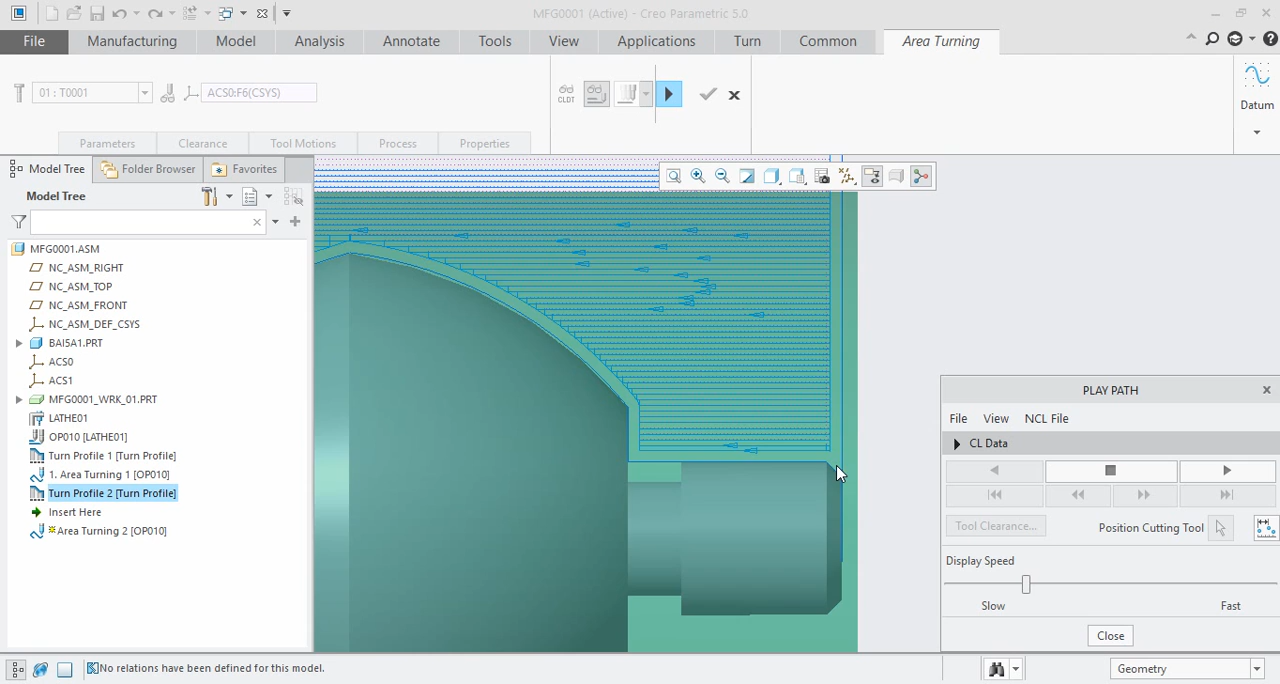 MFG0001 (Active) - Creo Parametric 5.0
File
Manufacturing
Model
Analysis
Annotate
Tools
View
Applications
Turn
Common
Area Turning
01 : T0001
ACS0:F6(CSYS)
CLDT
Datum
Parameters
Clearance
Tool Motions
Process
Properties
Model Tree
Folder Browser
Favorites
Model Tree
MFG0001.ASM
NC_ASM_RIGHT
NC_ASM_TOP
NC_ASM_FRONT
NC_ASM_DEF_CSYS
BAI5A1.PRT
ACS0
ACS1
MFG0001_WRK_01.PRT
LATHE01
OP010 [LATHE01]
Turn Profile 1 [Turn Profile]
1. Area Turning 1 [OP010]
Turn Profile 2 [Turn Profile]
Insert Here
Area Turning 2 [OP010]
PLAY PATH
File
View
NCL File
CL Data
Tool Clearance...
Position Cutting Tool
Display Speed
Slow
Fast
Close
No relations have been defined for this model.
Geometry